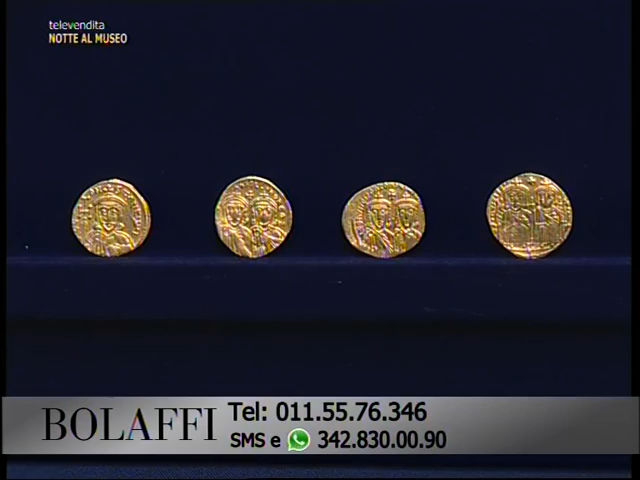 televendita
NOTTE AL MUSEO
BOLAFFI
Tel: 011.55.76.346
SMS e 342.830.00.90